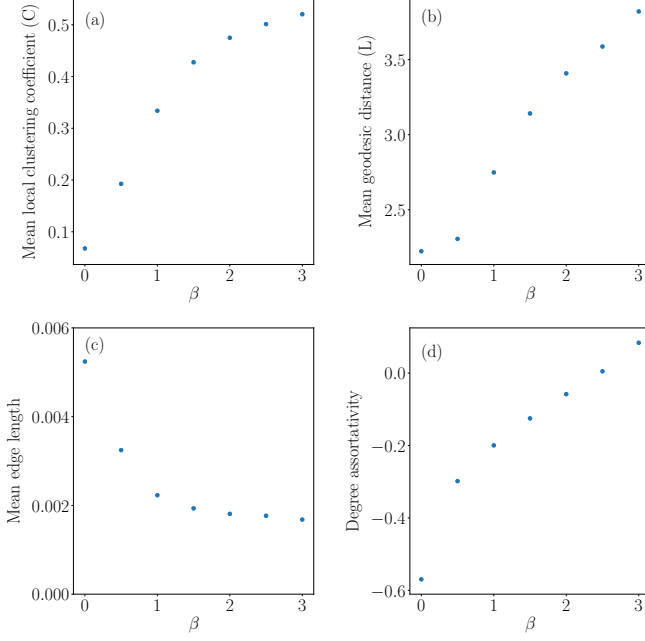 (a)
Mean local clustering coefficient (C)
0.5
0.4
0.3
0.2
0.1
0 1 2 3
β
(b)
Mean geodesic distance (L)
3.5
3.0
2.5
0 1 2 3
β
(c)
Mean edge length
0.006
0.004
0.002
0.000
0 1 2 3
β
(d)
Degree assortativity
0.0
−0.2
−0.4
−0.6
0 1 2 3
β